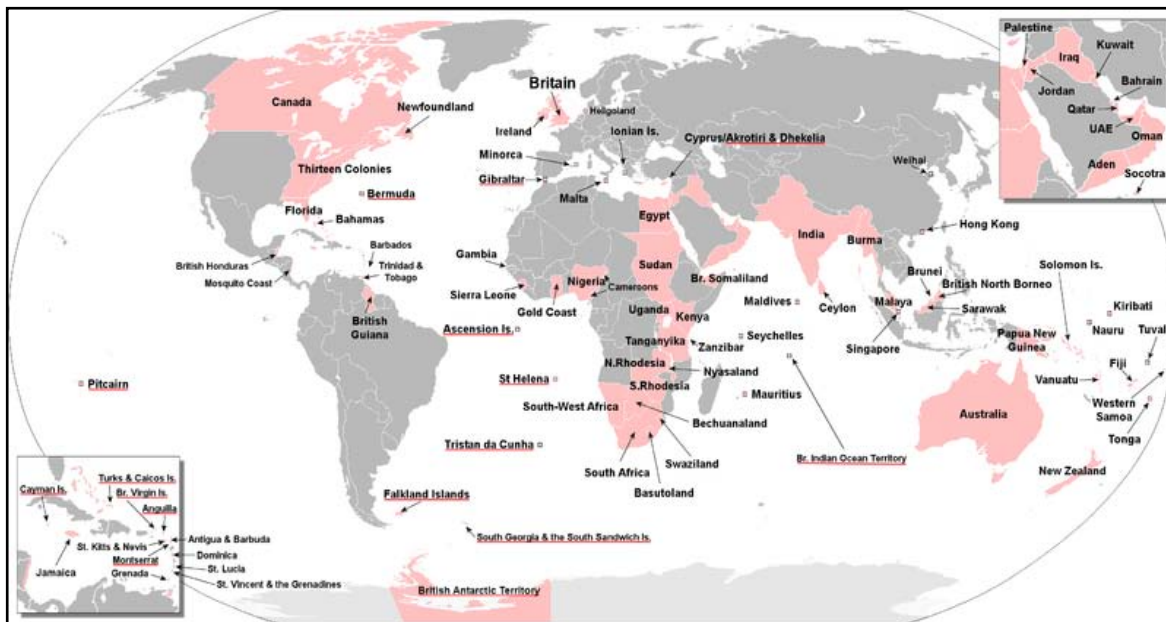 Canada
Newfoundland
Thirteen Colonies
Bermuda
Florida
Bahamas
Barbados
British Honduras
Trinidad &
Tobago
Mosquito Coast
British
Guiana
Pitcairn
Britain
Heligoland
Ireland
Ionian Is.
Cyprus/Akrotiri & Dhekelia
Minorca
Gibraltar
Malta
Weihai
Egypt
India
Burma
Hong Kong
Gambia
Sudan
Nigeria
Br. Somaliland
Cameroons
Sierra Leone
Gold Coast
Uganda
Kenya
Maldives
Ceylon
Brunei
British North Borneo
Malaya
Sarawak
Singapore
Solomon Is.
Kiribati
Nauru
Tuval
Papua New
Guinea
Ascension Is.
Tanganyika
Zanzibar
Seychelles
N.Rhodesia
Nyasaland
St Helena
S.Rhodesia
Mauritius
South-West Africa
Bechuanaland
Fiji
Vanuatu
Western
Samoa
Tonga
Australia
Tristan da Cunha
Swaziland
South Africa
Basutoland
Br. Indian Ocean Territory
New Zealand
Falkland Islands
South Georgia & the South Sandwich Is.
British Antarctic Territory
Palestine
Iraq
Kuwait
Jordan
Bahrain
Qatar
UAE
Oman
Aden
Socotra
Turks & Caicos Is.
Cayman Is.
Br. Virgin Is.
Anguilla
Antigua & Barbuda
St. Kitts & Nevis
Montserrat
Dominica
Jamaica
St. Lucia
Grenada
St. Vincent & the Grenadines